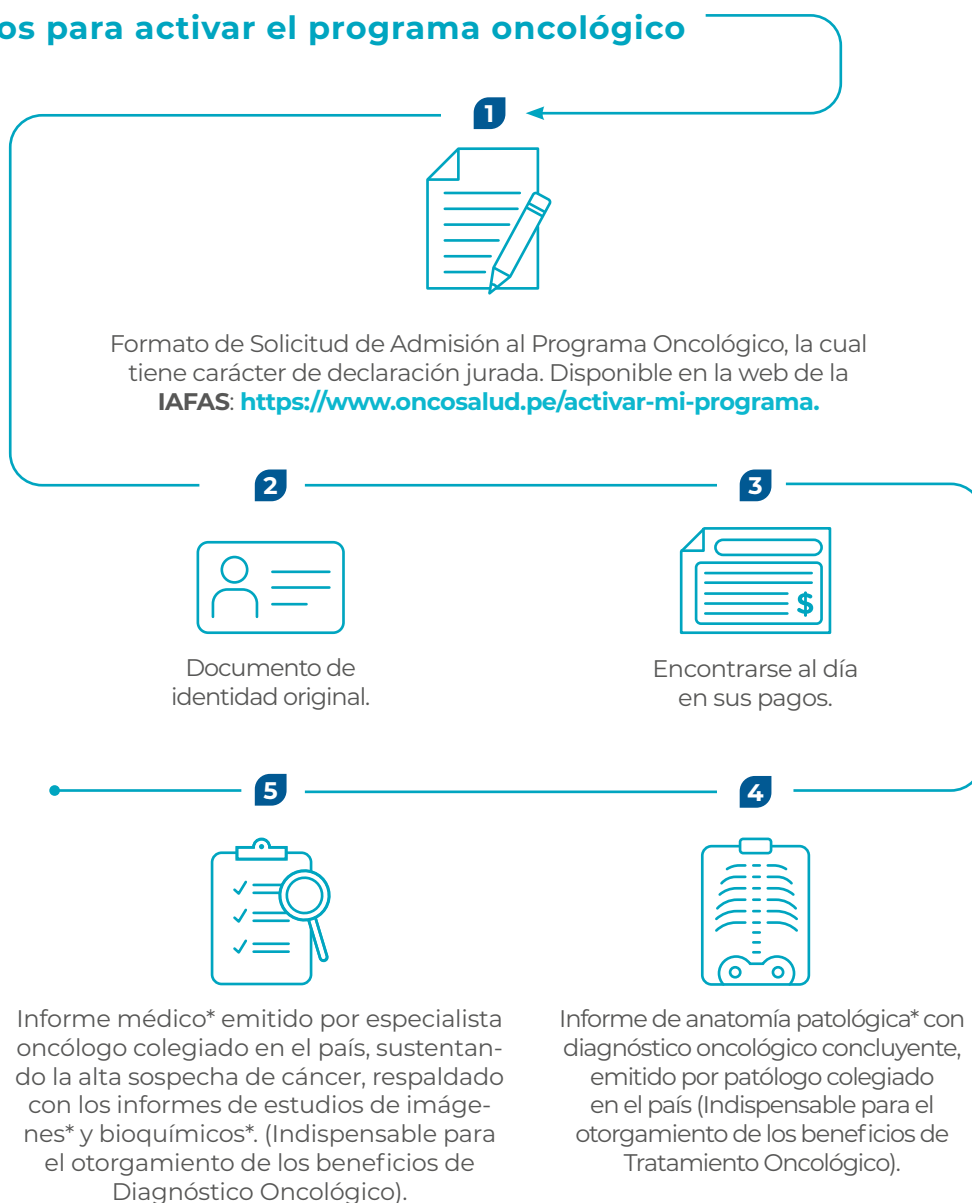 os para activar el programa oncológico
1
Formato de Solicitud de Admisión al Programa Oncológico, la cual
tiene carácter de declaración jurada. Disponible en la web de la
IAFAS: https://www.oncosalud.pe/activar-mi-programa.
2
3
$
Documento de
identidad original.
Encontrarse al día
en sus pagos.
5
4
Informe médico* emitido por especialista
oncólogo colegiado en el país, sustentan-
do la alta sospecha de cáncer, respaldado
con los informes de estudios de imáge-
nes* y bioquímicos*. (Indispensable para
el otorgamiento de los beneficios de
Diagnóstico Oncológico).
Informe de anatomía patológica* con
diagnóstico oncológico concluyente,
emitido por patólogo colegiado
en el país (Indispensable para el
otorgamiento de los beneficios de
Tratamiento Oncológico).